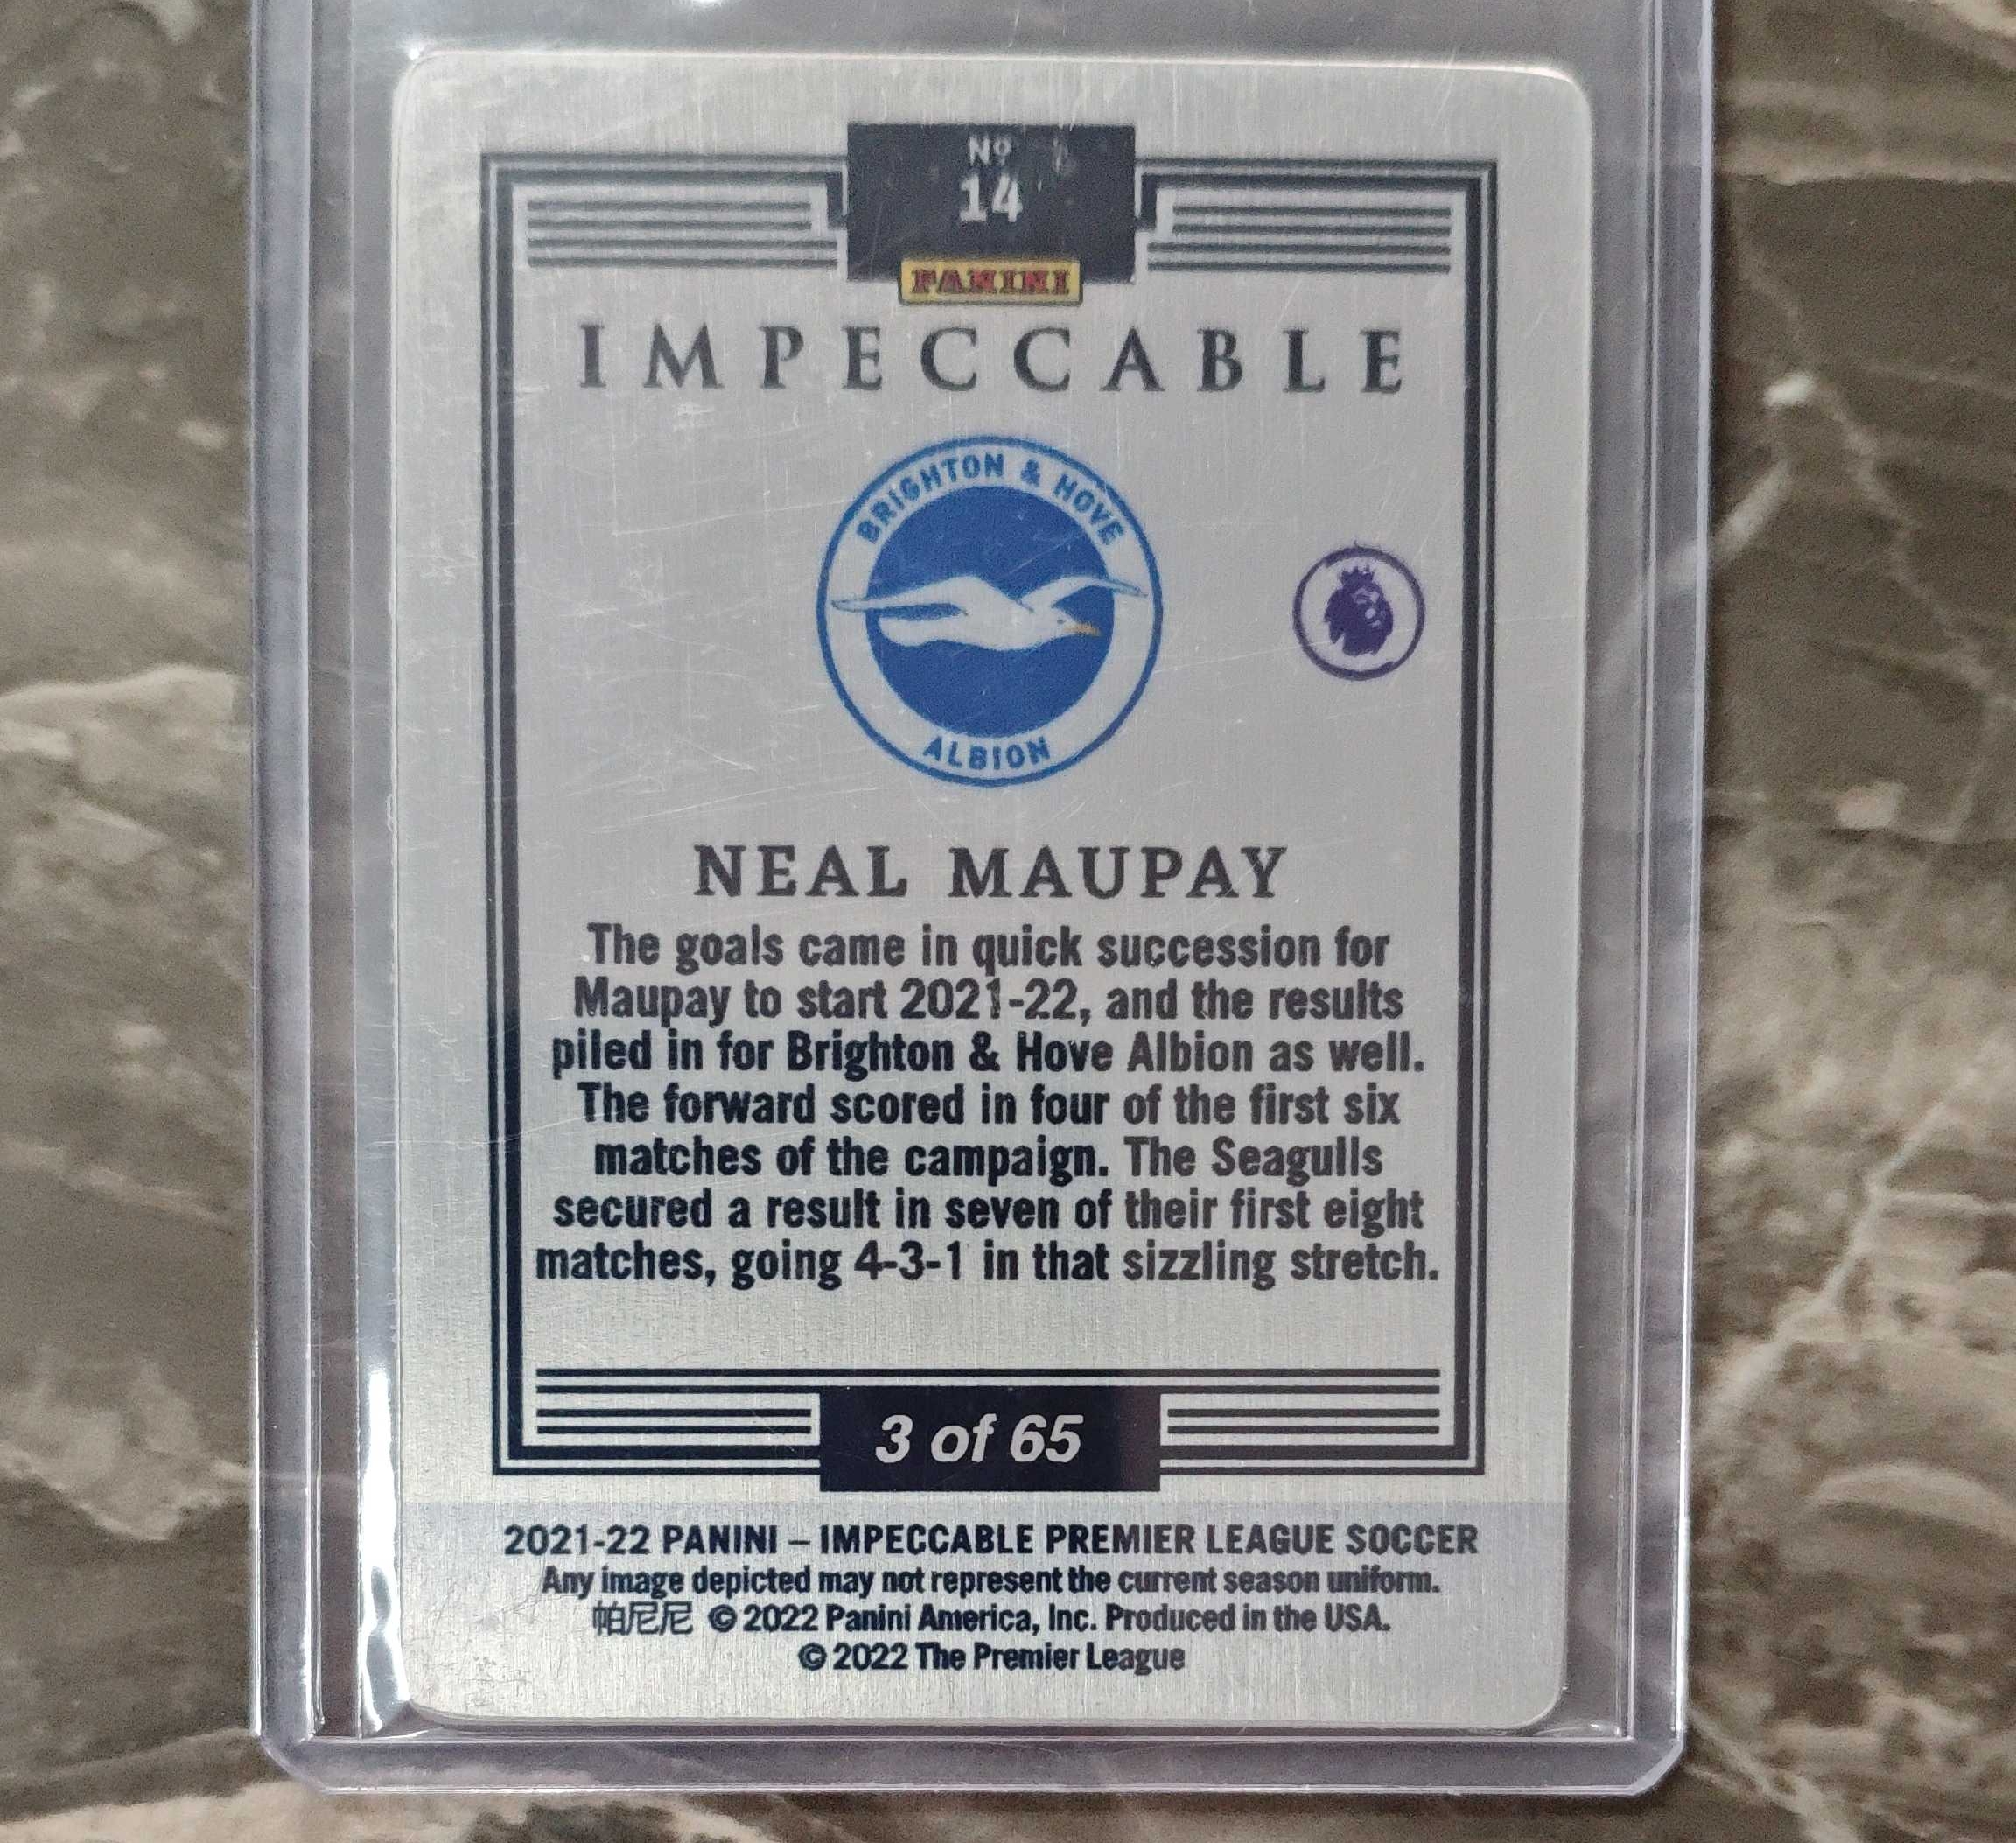 Nº
14
PANINI
IMPECCABLE
BRIGHTON & HOVE
ALBION
NEAL MAUPAY
The goals came in quick succession for
Maupay to start 2021-22, and the results
piled in for Brighton & Hove Albion as well.
The forward scored in four of the first six
matches of the campaign. The Seagulls
secured a result in seven of their first eight
matches, going 4-3-1 in that sizzling stretch.
3 of 65
2021-22 PANINI – IMPECCABLE PREMIER LEAGUE SOCCER
Any image depicted may not represent the current season uniform.
帕尼尼 © 2022 Panini America, Inc. Produced in the USA.
© 2022 The Premier League